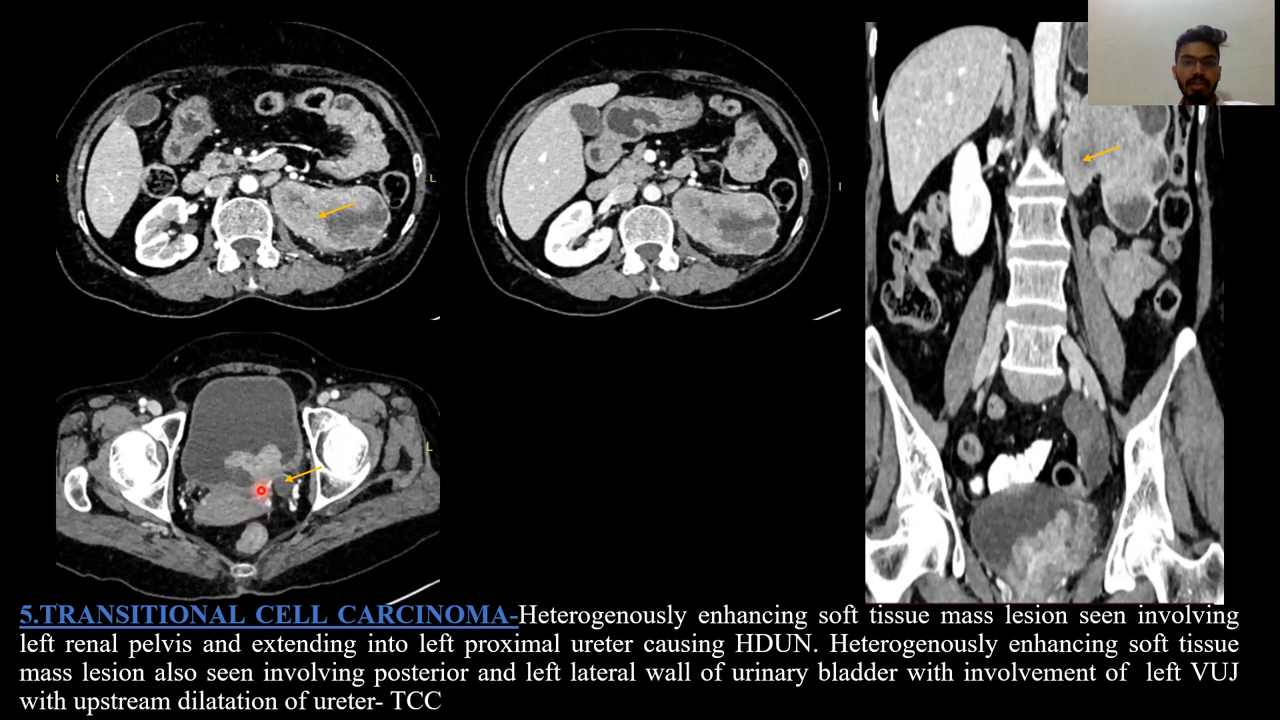 R
L
L
5.TRANSITIONAL CELL CARCINOMA-Heterogenously enhancing soft tissue mass lesion seen involving
left renal pelvis and extending into left proximal ureter causing HDUN. Heterogenously enhancing soft tissue
mass lesion also seen involving posterior and left lateral wall of urinary bladder with involvement of left VUJ
with upstream dilatation of ureter- TCC